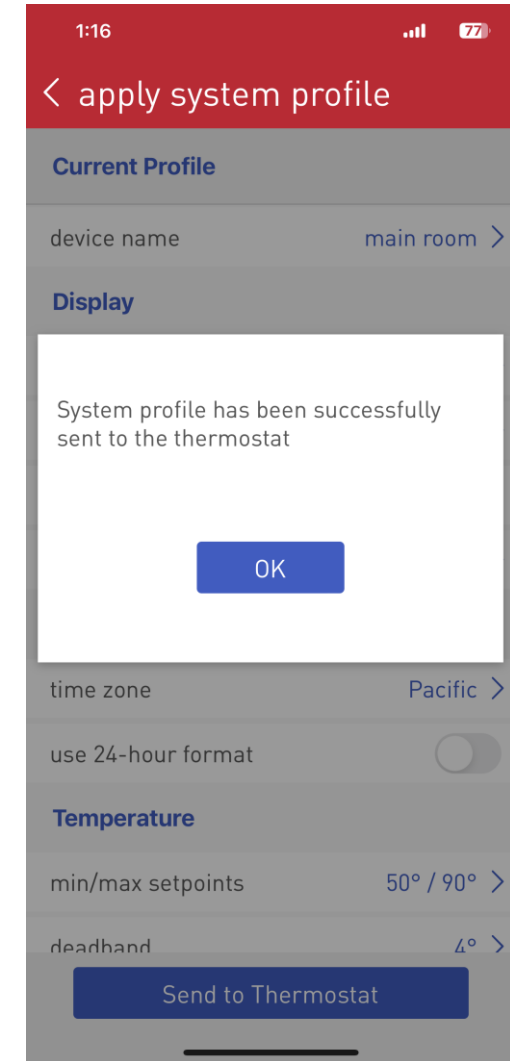 1:16
77
apply system profile
Current Profile
device name main room
Display
System profile has been successfully
sent to the thermostat
OK
time zone Pacific
use 24-hour format
Temperature
min/max setpoints 50° / 90°
deadband 4°
Send to Thermostat